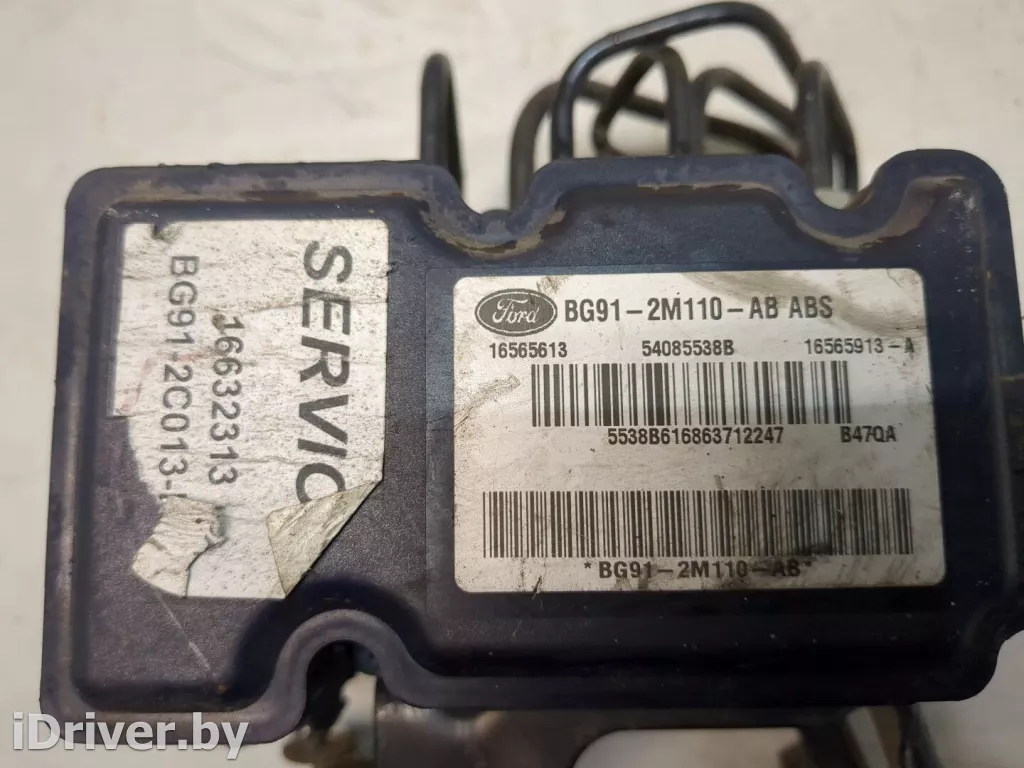 SERVIC
16632313
BG91-2C013-
Ford BG91-2M110-AB ABS
16565613 54085538B 16565913-A
5538B616863712247 B47QA
*BG91-2M110-AB*
iDriver.by